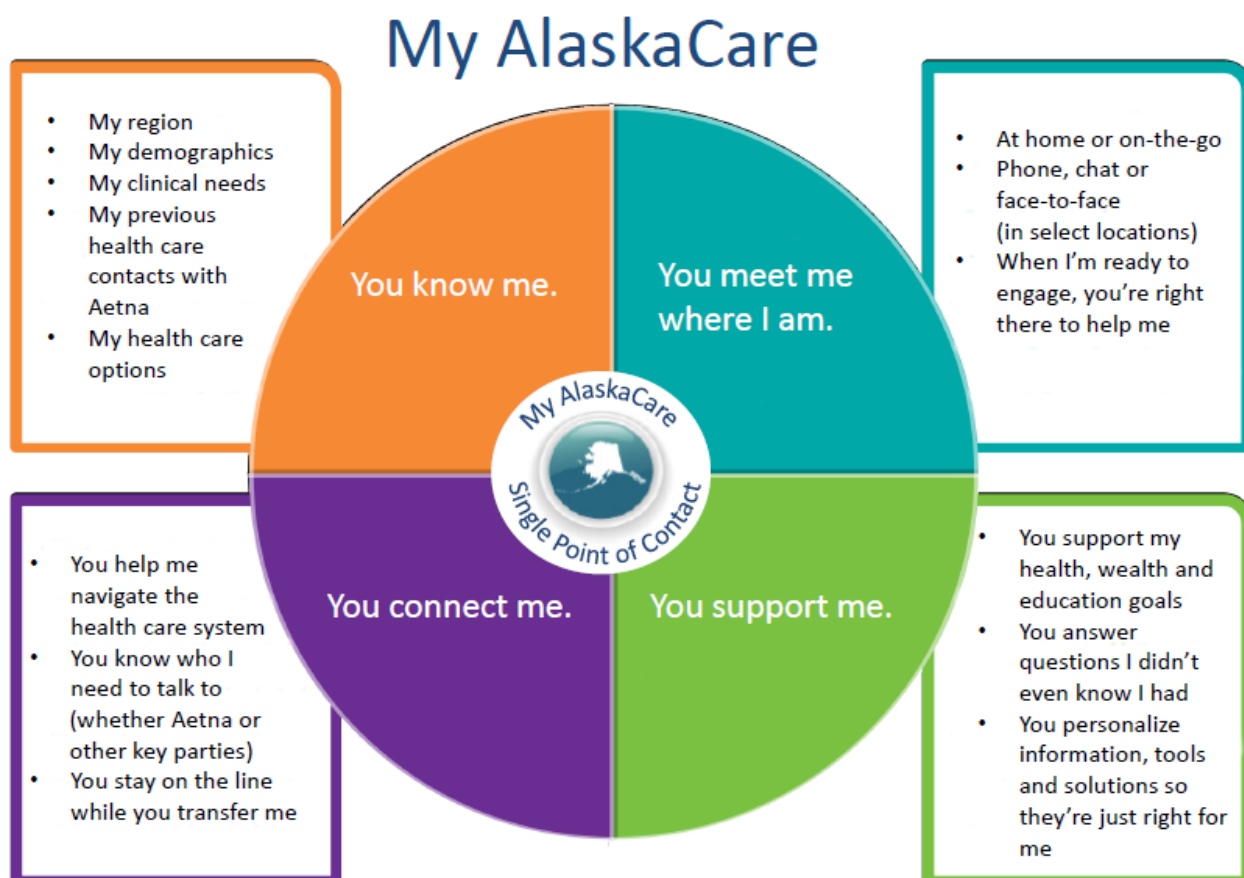 My AlaskaCare
• My region
• My demographics
• My clinical needs
• My previous
health care
contacts with
Aetna
• My health care
options
You know me.
You meet me
where I am.
• At home or on-the-go
• Phone, chat or
face-to-face
(in select locations)
• When I'm ready to
engage, you're right
there to help me
My AlaskaCare
Single Point of Contact
• You help me
navigate the
health care system
• You know who I
need to talk to
(whether Aetna or
other key parties)
• You stay on the line
while you transfer me
You connect me.
You support me.
• You support my
health, wealth and
education goals
• You answer
questions I didn't
even know I had
• You personalize
information, tools
and solutions so
they're just right for
me